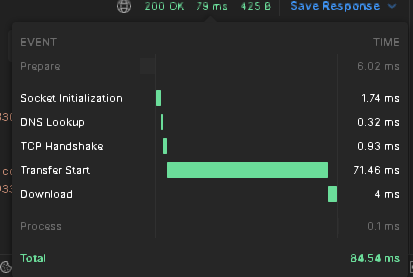 200 OK 79 ms 425 B Save Response
EVENT TIME
Prepare 6.02 ms
Socket Initialization 1.74 ms
DNS Lookup 0.32 ms
TCP Handshake 0.93 ms
Transfer Start 71.46 ms
Download 4 ms
Process 0.1 ms
Total 84.54 ms